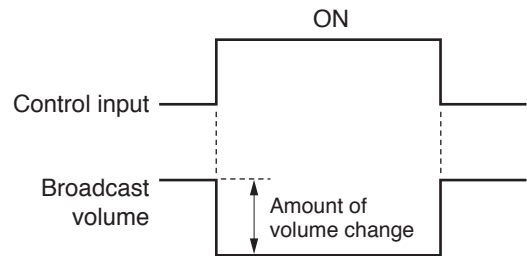 ON
Control input
Broadcast
volume
Amount of
volume change